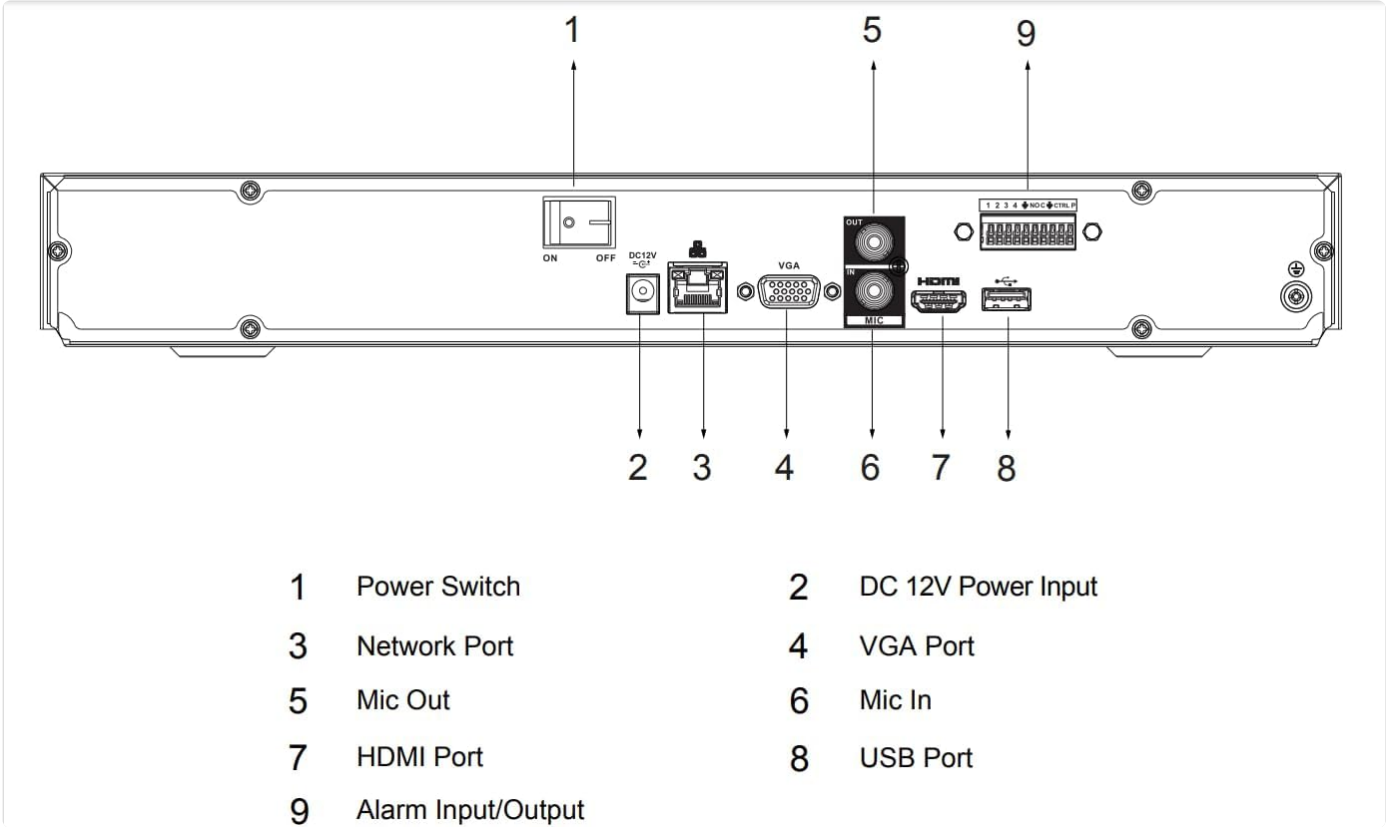 1 5 9
1 2 3 4 NO C CTRL P
OUT
ON OFF
DC12V
VGA
IN
HDMI
MIC
2 3 4 6 7 8
1 Power Switch 2 DC 12V Power Input
3 Network Port 4 VGA Port
5 Mic Out 6 Mic In
7 HDMI Port 8 USB Port
9 Alarm Input/Output